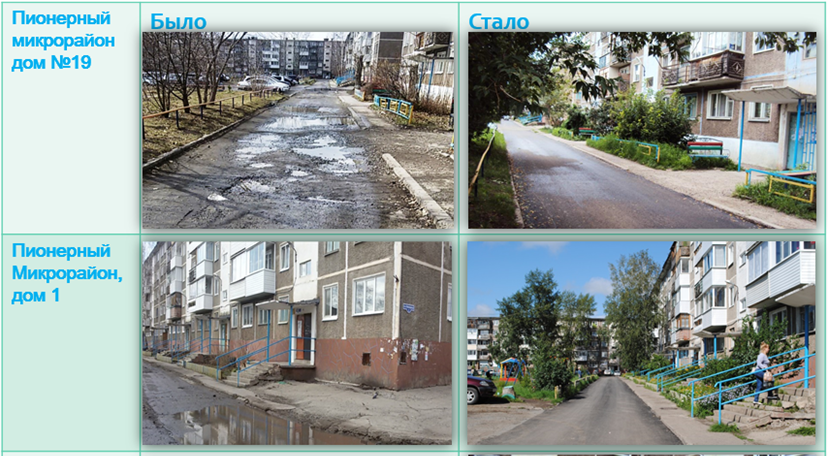 Пионерный
микрорайон
дом №19
Было
Стало
Пионерный
Микрорайон,
дом 1